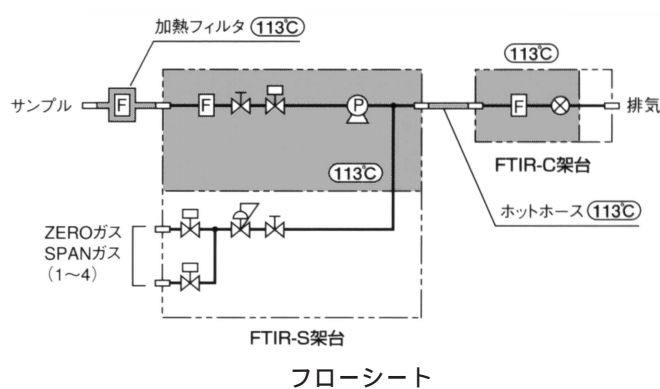 加熱フィルタ 113℃
113℃
サンプル
F
F
P
F
排気
FTIR-C架台
113℃
ホットホース 113℃
ZEROガス
SPANガス
(1〜4)
FTIR-S架台
フローシート